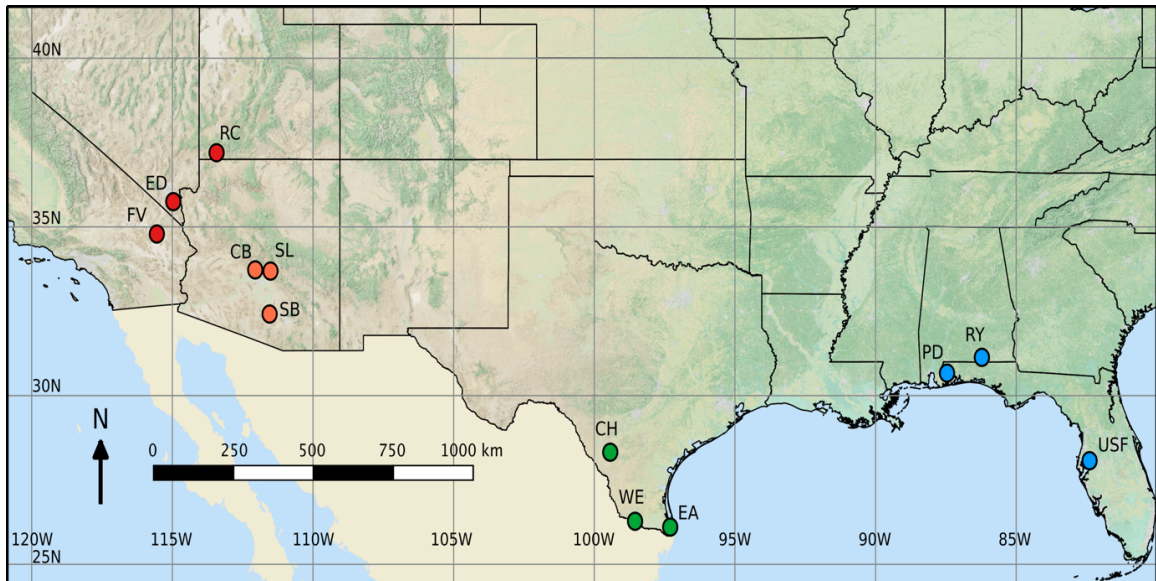 40N
RC
ED
FV
35N
CB SL
SB
RY
PD
30N
N
CH
USF
0 250 500 750 1000 km
WE
EA
120W 115W 110W 105W 100W 95W 90W 85W
25N